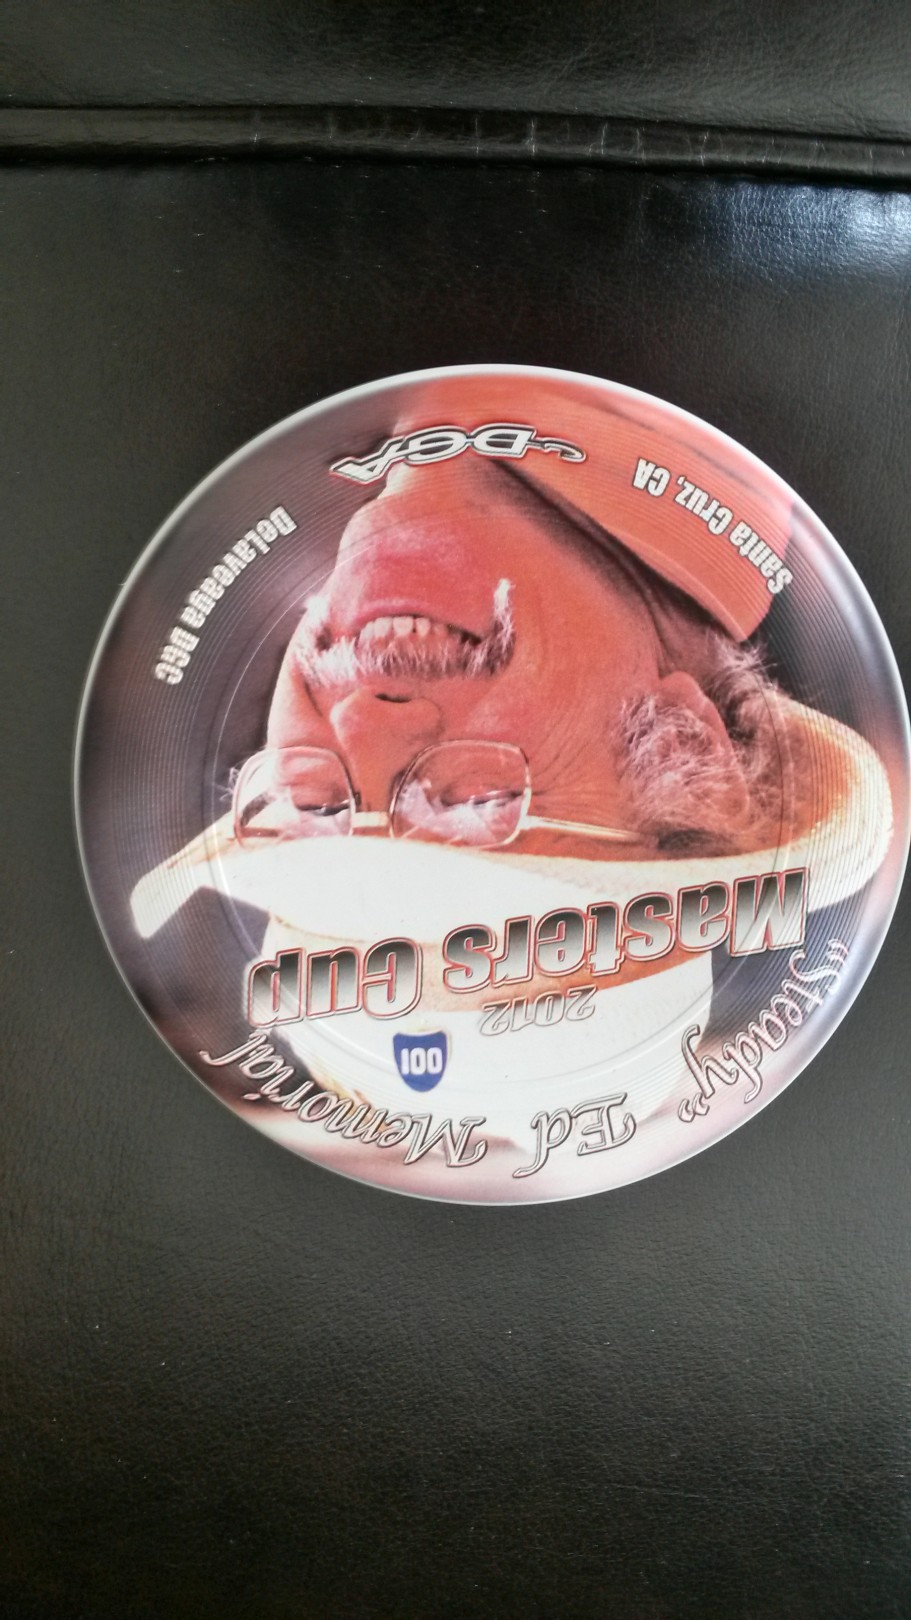 "Steady" Ed Memorial
100
2012
Masters Cup
Santa Cruz, CA
DeLaveaga DGC
DGA